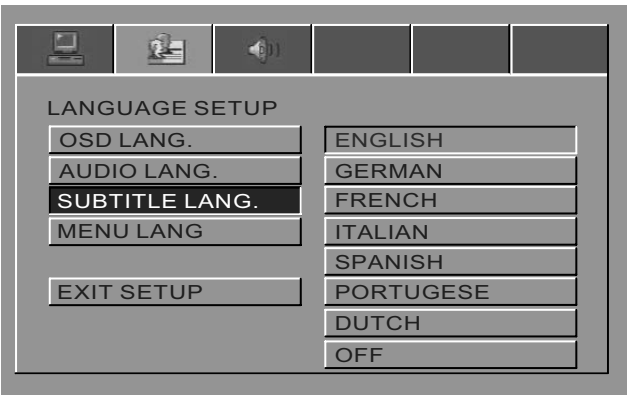 LANGUAGE SETUP
OSD LANG.
AUDIO LANG.
SUBTITLE LANG.
MENU LANG
EXIT SETUP
ENGLISH
GERMAN
FRENCH
ITALIAN
SPANISH
PORTUGESE
DUTCH
OFF